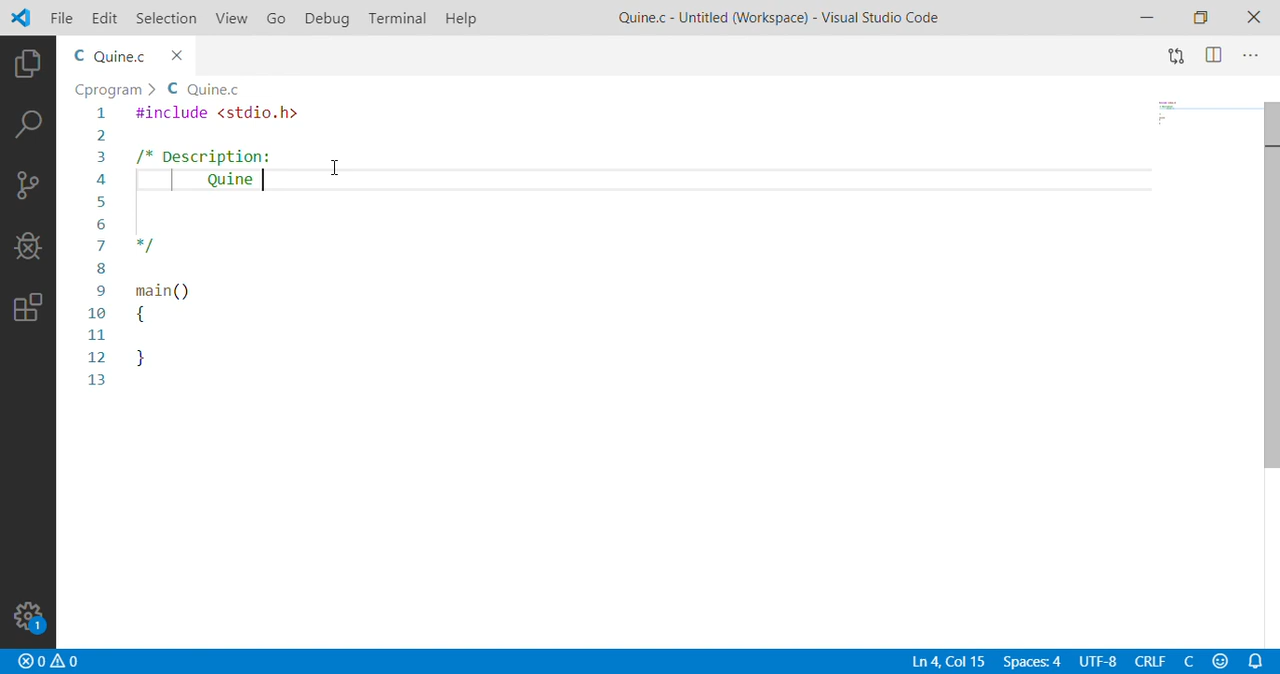 File Edit Selection View Go Debug Terminal Help Quine.c - Untitled (Workspace) - Visual Studio Code
C Quine.c
Cprogram > C Quine.c
1 #include <stdio.h>
2
3 /* Description:
4 Quine
5
6
7 */
8
9 main()
10 {
11
12 }
13
1
0 0 Ln 4, Col 15 Spaces: 4 UTF-8 CRLF C